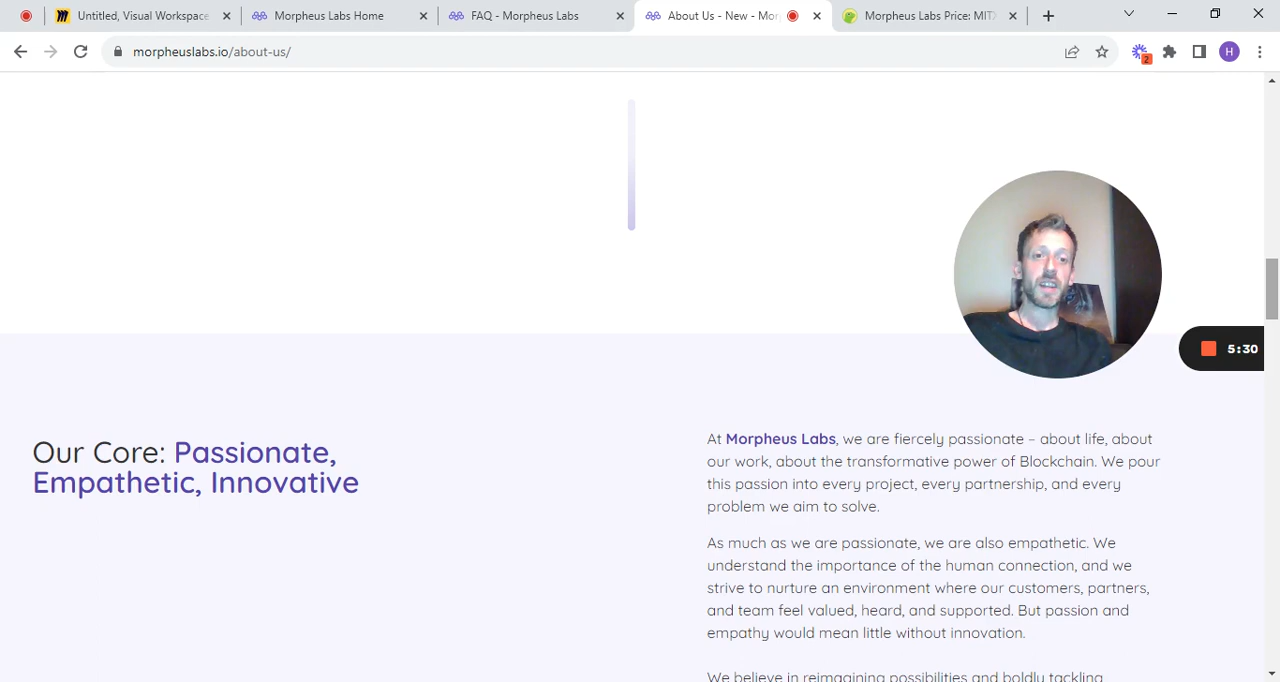 Untitled, Visual Workspace
Morpheus Labs Home
FAQ - Morpheus Labs
About Us - New - Mor
Morpheus Labs Price: MITX
morpheuslabs.io/about-us/
2
H
5:30
Our Core: Passionate,
Empathetic, Innovative
At Morpheus Labs, we are fiercely passionate – about life, about
our work, about the transformative power of Blockchain. We pour
this passion into every project, every partnership, and every
problem we aim to solve.
As much as we are passionate, we are also empathetic. We
understand the importance of the human connection, and we
strive to nurture an environment where our customers, partners,
and team feel valued, heard, and supported. But passion and
empathy would mean little without innovation.
We believe in reimagining possibilities and boldly tackling